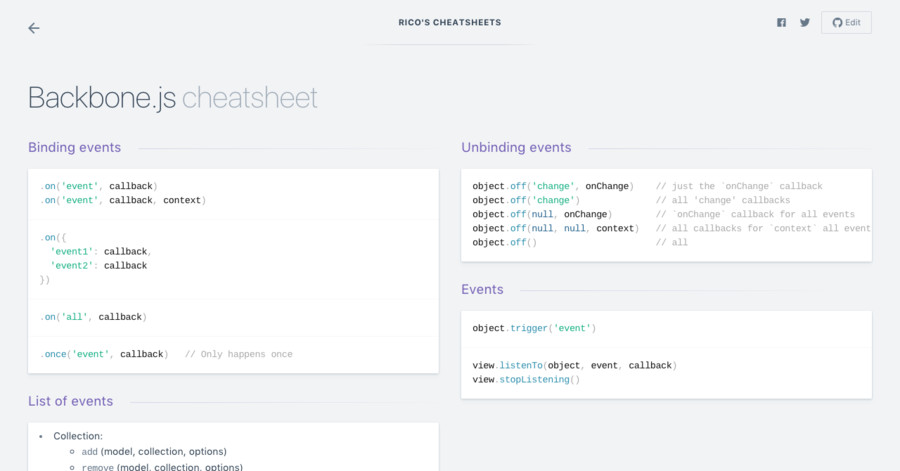 RICO'S CHEATSHEETS
Edit
Backbone.js cheatsheet
Binding events
.on('event', callback)
.on('event', callback, context)
.on({
'event1': callback,
'event2': callback
})
.on('all', callback)
.once('event', callback) // Only happens once
List of events
Collection:
add (model, collection, options)
remove (model, collection, options)
Unbinding events
object.off('change', onChange) // just the `onChange` callback
object.off('change') // all 'change' callbacks
object.off(null, onChange) // `onChange` callback for all events
object.off(null, null, context) // all callbacks for `context` all event
object.off() // all
Events
object.trigger('event')
view.listenTo(object, event, callback)
view.stopListening()